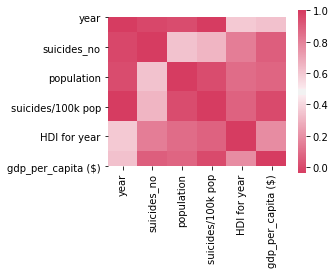 year
suicides_no
population
suicides/100k pop
HDI for year
gdp_per_capita ($)
year
suicides_no
population
suicides/100k pop
HDI for year
gdp_per_capita ($)
1.0
0.8
0.6
0.4
0.2
0.0